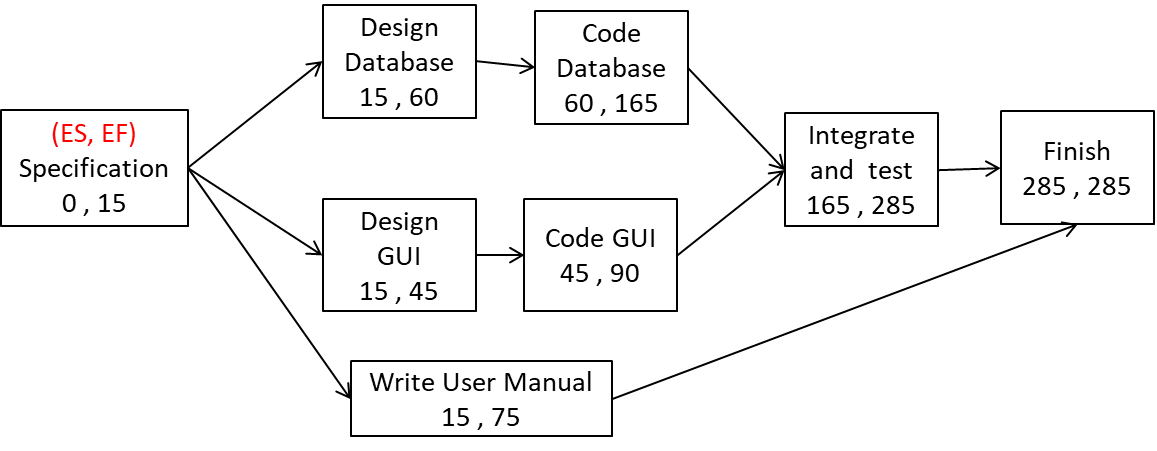 (ES, EF)
Specification
0 , 15
Design
Database
15 , 60
Code
Database
60 , 165
Design
GUI
15 , 45
Code GUI
45 , 90
Write User Manual
15 , 75
Integrate
and  test
165 , 285
Finish
285 , 285